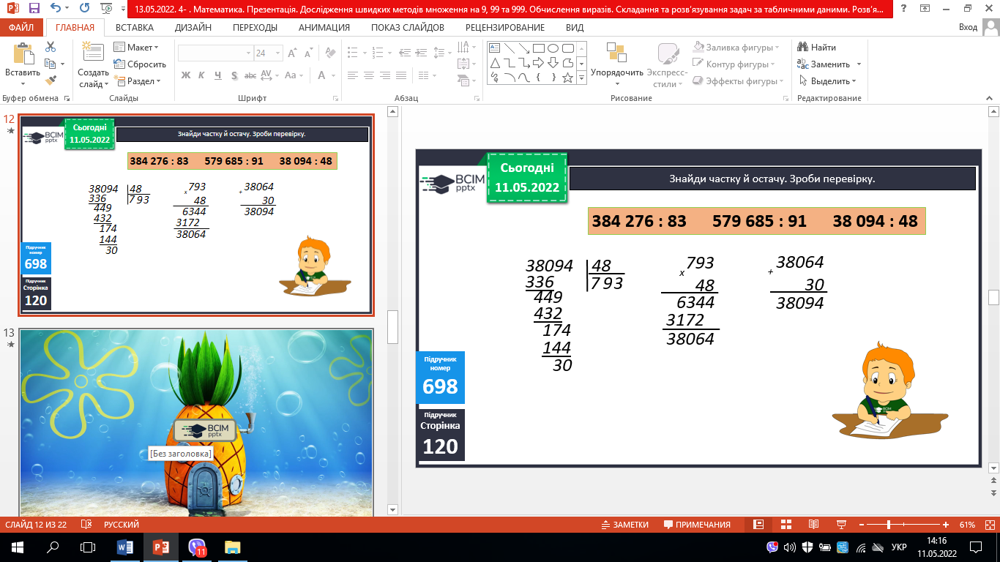 13.05.2022. 4- . Математика. Презентація. Дослідження швидких методів множення на 9, 99 та 999. Обчислення виразів. Складання та розв'язування задач за табличними даними. Розв'я...
ФАЙЛ ГЛАВНАЯ ВСТАВКА ДИЗАЙН ПЕРЕХОДЫ АНИМАЦИЯ ПОКАЗ СЛАЙДОВ РЕЦЕНЗИРОВАНИЕ ВИД Вход
Вставить
Буфер обмена
Создать слайд
Макет
Сбросить
Раздел
Слайды
24
Ж К Ч S abc AV Aa A
Шрифт
Абзац
Упорядочить
Экспресс-стили
Заливка фигуры
Контур фигуры
Эффекты фигуры
Рисование
Найти
Заменить
Выделить
Редактирование
12
Сьогодні
11.05.2022
BCIM
pptx
Знайди частку й остачу. Зроби перевірку.
384 276 : 83 579 685 : 91 38 094 : 48
38094 48
336 793
449
432
174
144
30
793
x
48
6344
3172
38064
38064
+
30
38094
Підручник
номер
698
Підручник
Сторінка
120
13
BCIM
pptx
[Без заголовка]
Сьогодні
11.05.2022
BCIM
pptx
Знайди частку й остачу. Зроби перевірку.
384 276 : 83 579 685 : 91 38 094 : 48
38094 48
336 793
449
432
174
144
30
793
x
48
6344
3172
38064
38064
+
30
38094
Підручник
номер
698
Підручник
Сторінка
120
СЛАЙД 12 ИЗ 22 РУССКИЙ ЗАМЕТКИ ПРИМЕЧАНИЯ 61%
11
УКР
14:16
11.05.2022